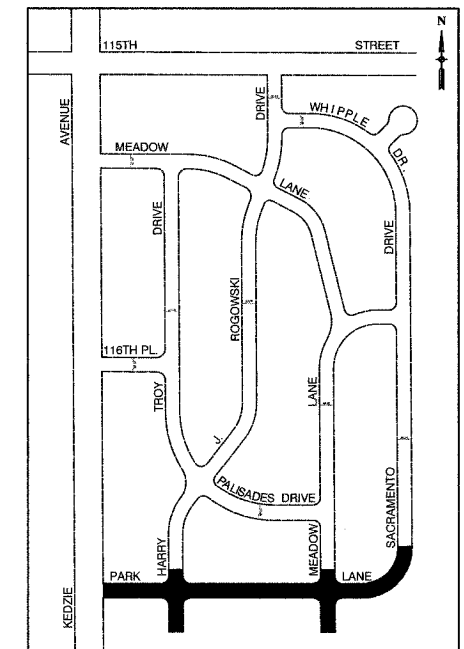 N
115TH STREET
AVENUE
DRIVE
WHIPPLE
DR.
MEADOW
LANE
DRIVE
DRIVE
ROGOWSKI
116TH PL.
TROY
LANE
J.
PALISADES DRIVE
SACRAMENTO
HARRY
MEADOW
PARK LANE
KEDZIE